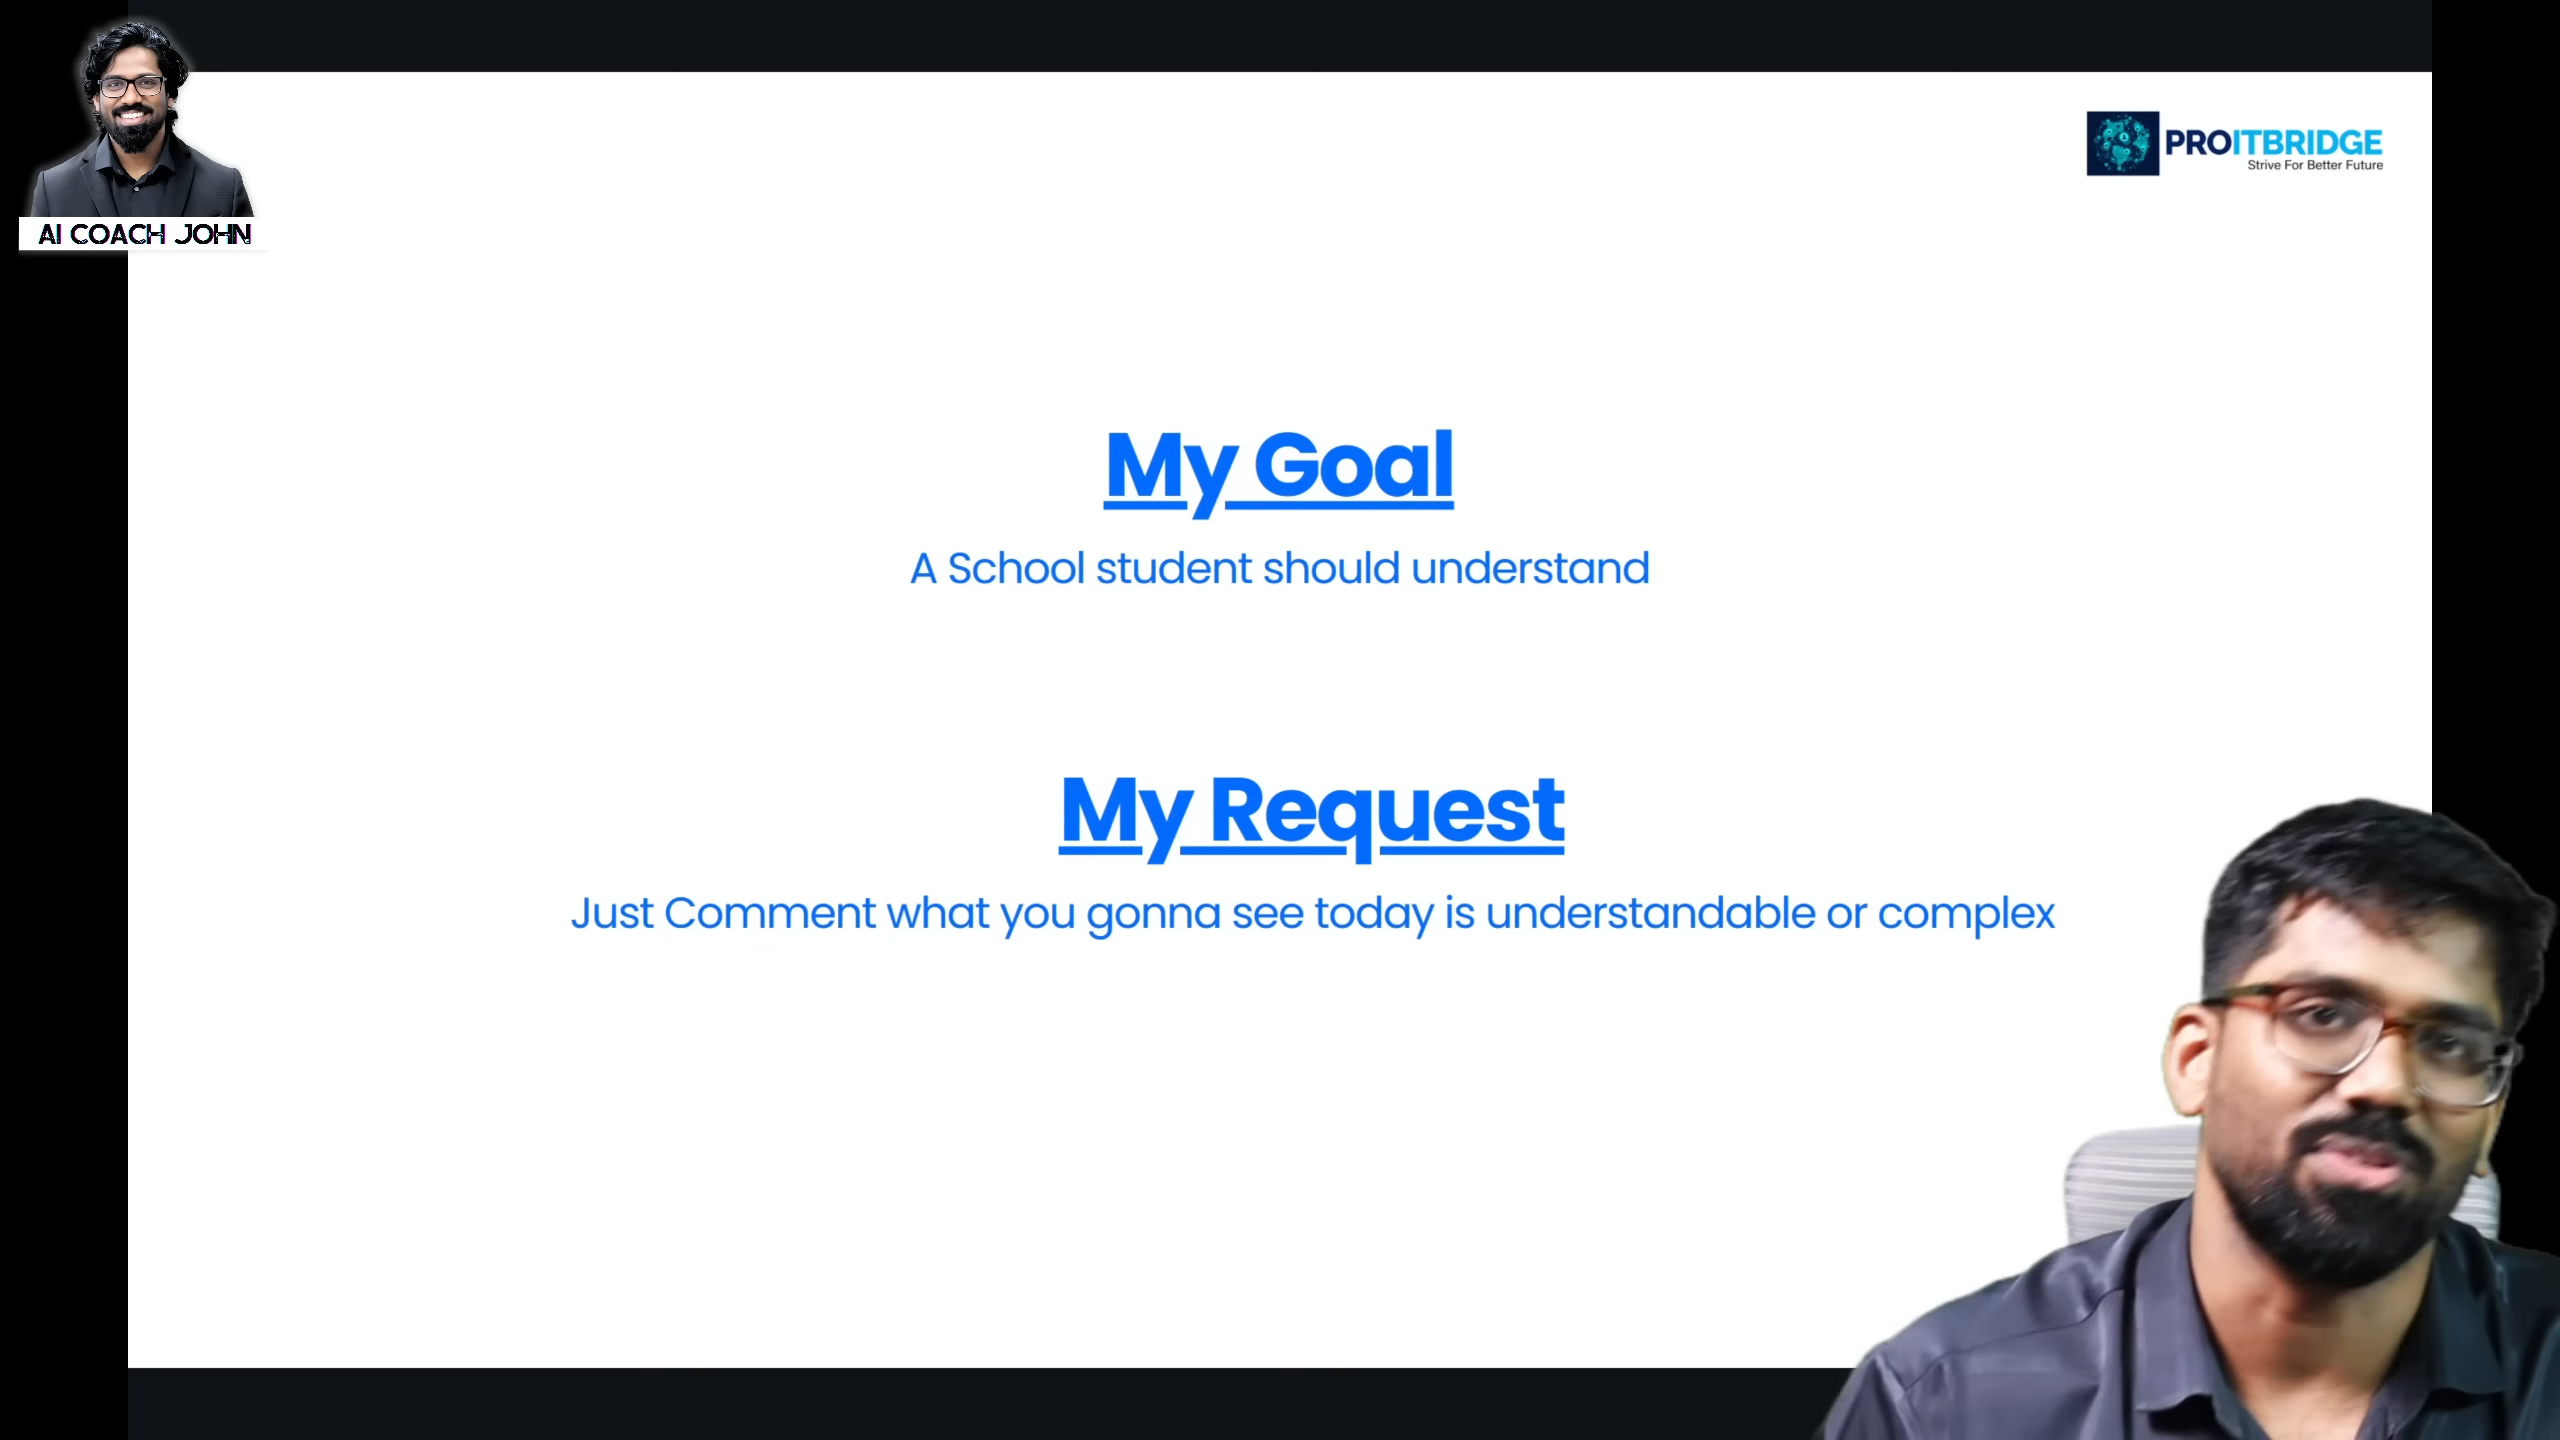 AI COACH JOHN
PROITBRIDGE
Strive For Better Future
My Goal
A School student should understand
My Request
Just Comment what you gonna see today is understandable or complex